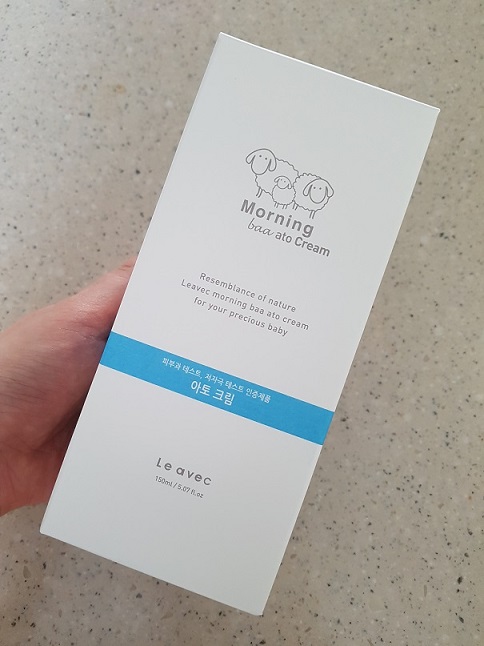 Morning
baa ato Cream
Resemblance of nature
Leavec morning baa ato cream
for your precious baby
피부과 테스트, 저자극 테스트 인증제품
아토 크림
Le avec
150ml / 5.07 fl.oz